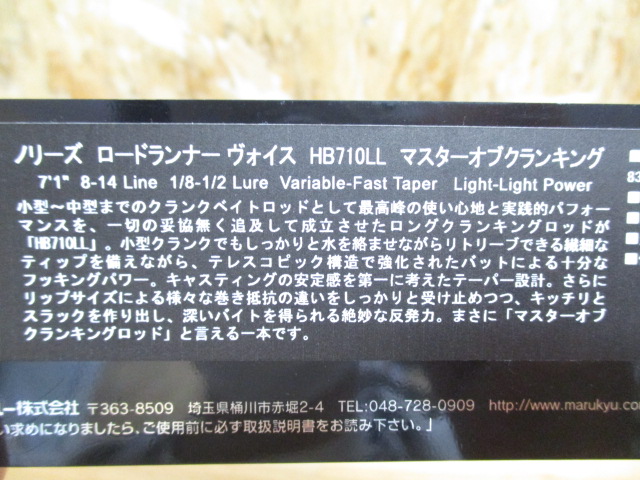 ノリーズ ロードランナー ヴォイス HB710LL マスターオブクランキング
7'1" 8-14 Line 1/8-1/2 Lure Variable-Fast Taper Light-Light Power
小型〜中型までのクランクベイトロッドとして最高峰の使い心地と実践的パフォー
マンスを、一切の妥協無く追及して成立させたロングクランキングロッドが
「HB710LL」。小型クランクでもしっかりと水を絡ませながらリトリーブできる繊細な
ティップを備えながら、テレスコピック構造で強化されたバットによる十分な
フッキングパワー。キャスティングの安定感を第一に考えたテーパー設計。さらに
リップサイズによる様々な巻き抵抗の違いをしっかりと受け止めつつ、キッチリと
スラックを作り出し、深いバイトを得られる絶妙な反発力。まさに「マスターオブ
クランキングロッド」と言える一本です。
ュー株式会社 〒363-8509 埼玉県桶川市赤堀2-4 TEL:048-728-0909 http://www.marukyu.com
い求めになりましたら、ご使用前に必ず取扱説明書をお読み下さい。」